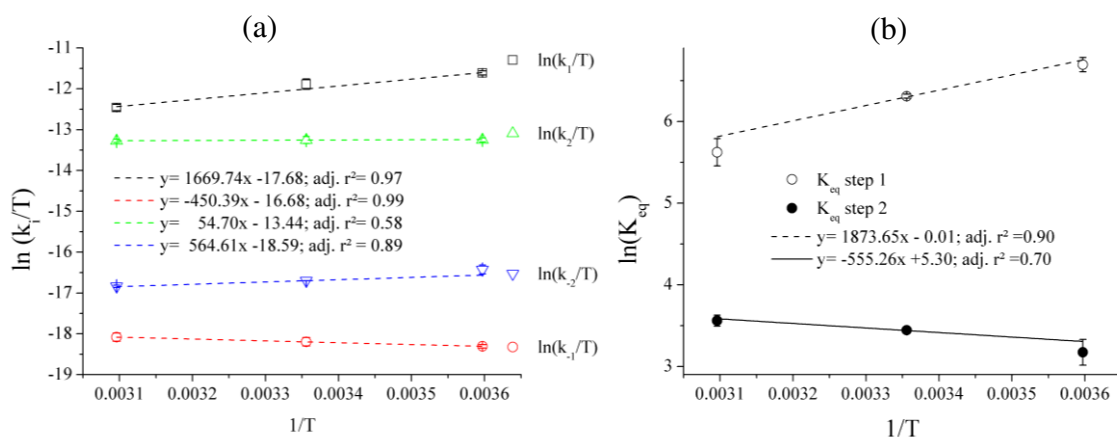 (a)
ln (kᵢ/T)
-11
-12
-13
-14
-15
-16
-17
-18
-19
ln(k₁/T)
ln(k₂/T)
y= 1669.74x -17.68; adj. r²= 0.97
y= -450.39x - 16.68; adj. r²= 0.99
y= 54.70x - 13.44; adj. r²= 0.58
y= 564.61x -18.59; adj. r² = 0.89
ln(k₋₂/T)
ln(k₋₁/T)
0.0031 0.0032 0.0033 0.0034 0.0035 0.0036
1/T
(b)
ln(K_eq)
6
5
4
3
K_eq step 1
K_eq step 2
y= 1873.65x - 0.01; adj. r² =0.90
y= -555.26x +5.30; adj. r² =0.70
0.0031 0.0032 0.0033 0.0034 0.0035 0.0036
1/T